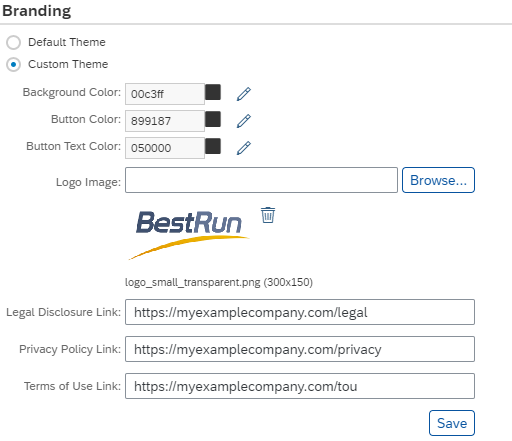 Branding
Default Theme
Custom Theme
Background Color: 00c3ff
Button Color: 899187
Button Text Color: 050000
Logo Image: Browse...
BestRun
logo_small_transparent.png (300x150)
Legal Disclosure Link: https://myexamplecompany.com/legal
Privacy Policy Link: https://myexamplecompany.com/privacy
Terms of Use Link: https://myexamplecompany.com/tou
Save